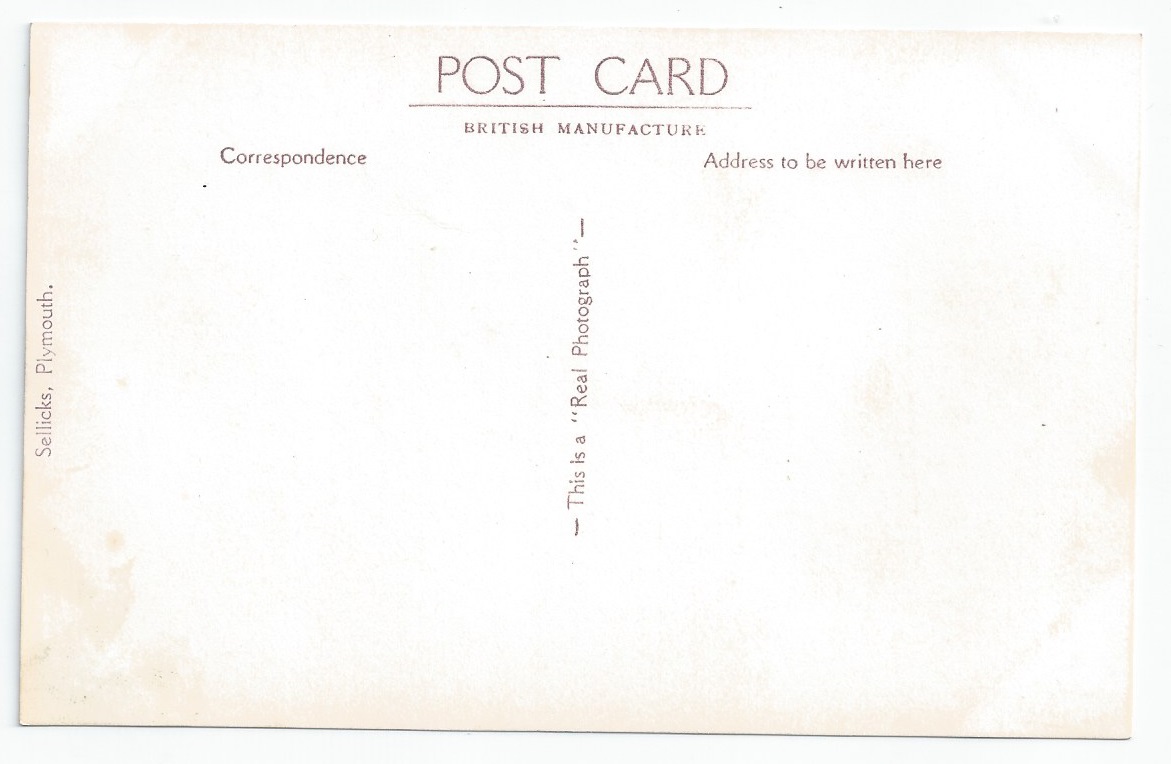 POST CARD
BRITISH MANUFACTURE
Correspondence
Address to be written here
— This is a "Real Photograph" —
Sellicks, Plymouth.